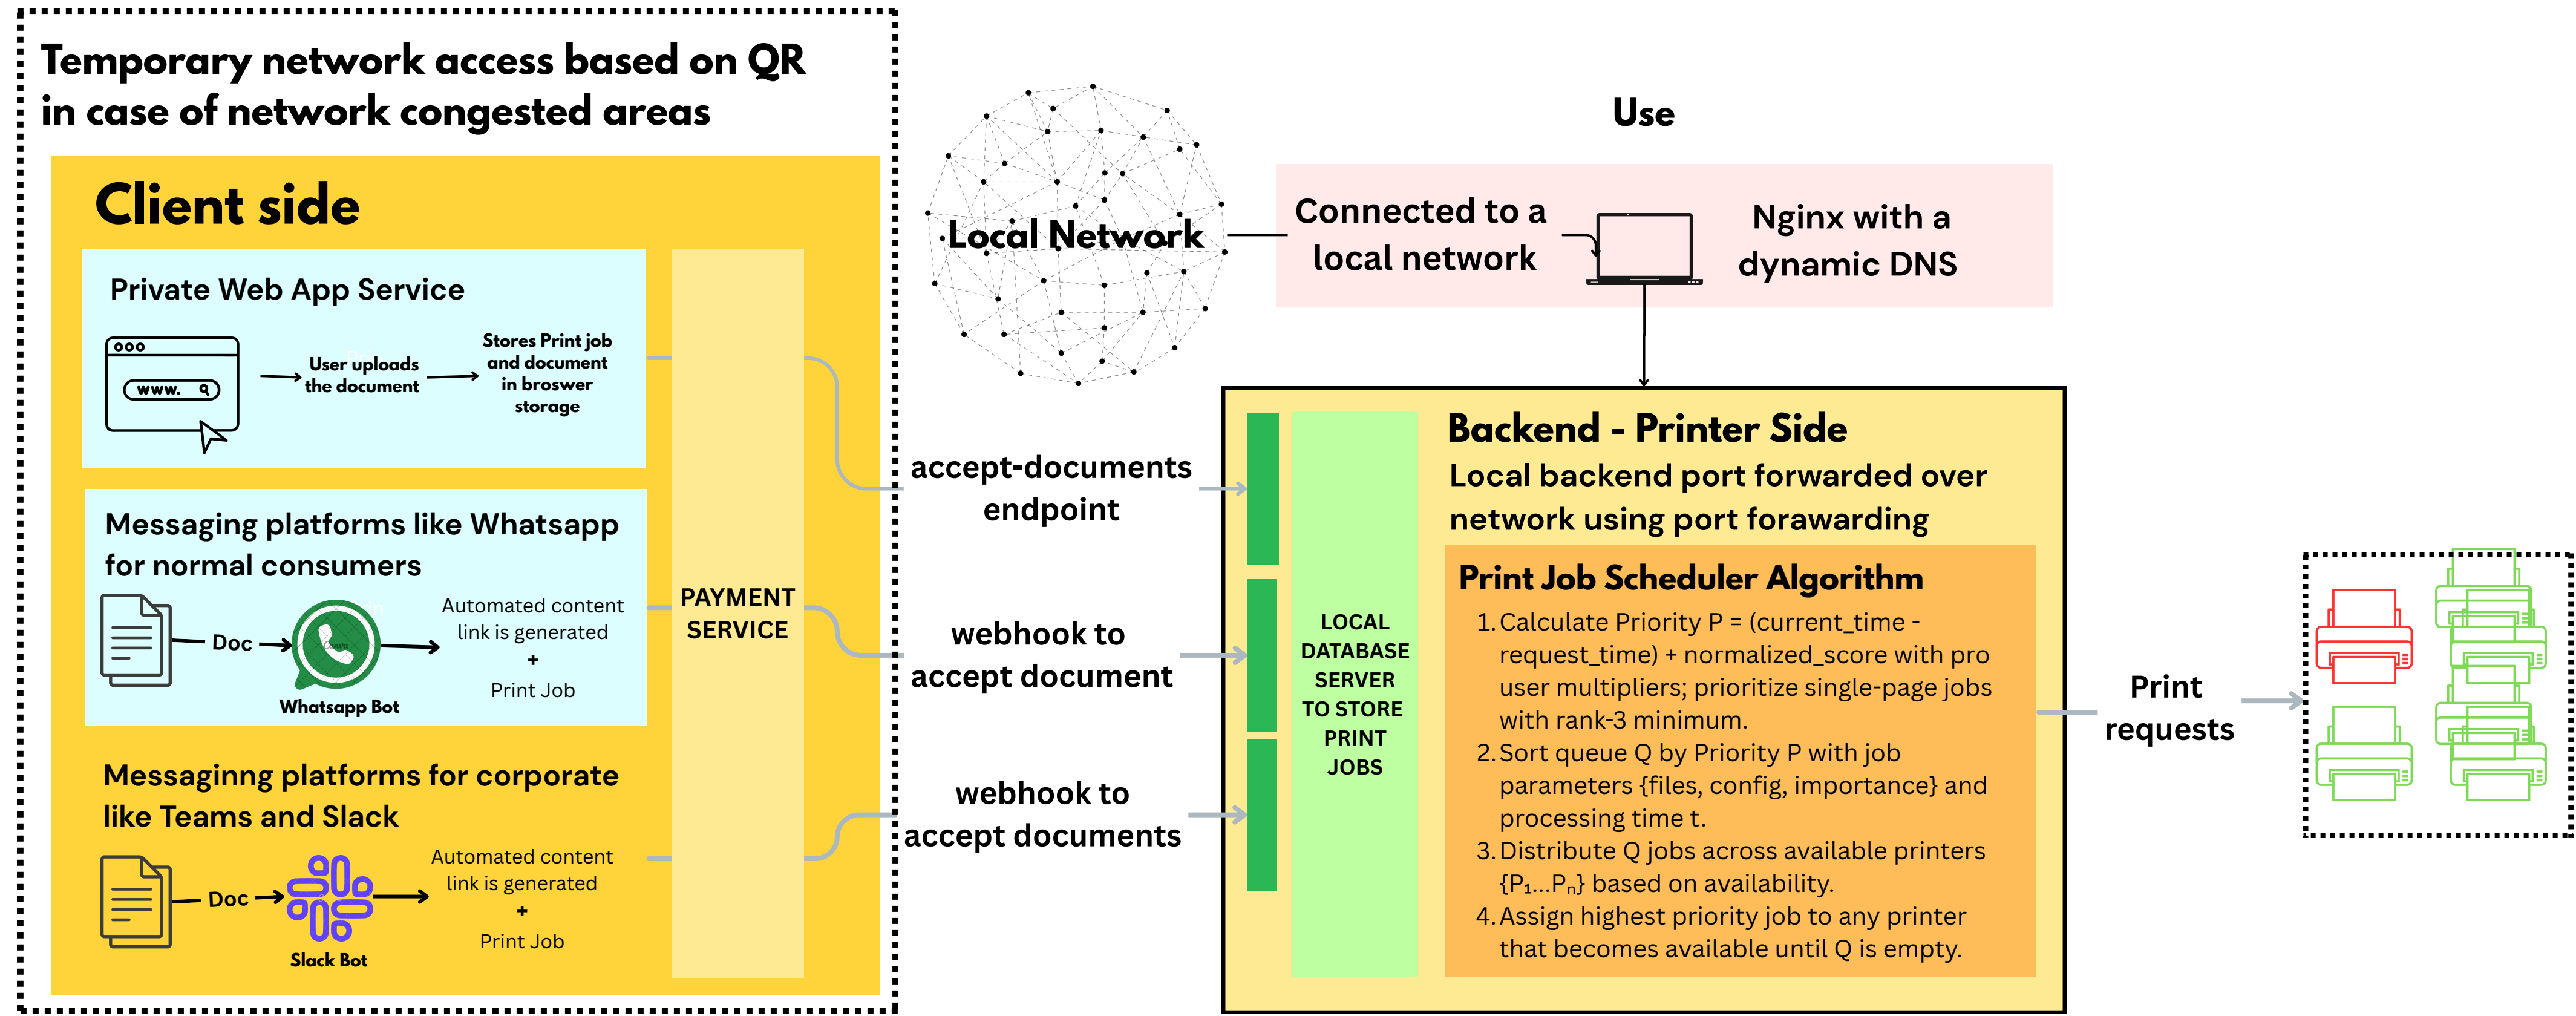 Temporary network access based on QR
in case of network congested areas
Client side
Private Web App Service
www.
User uploads
the document
Stores Print job
and document
in broswer
storage
Messaging platforms like Whatsapp
for normal consumers
Doc
Whatsapp Bot
Automated content
link is generated
+
Print Job
Messaginng platforms for corporate
like Teams and Slack
Doc
Slack Bot
Automated content
link is generated
+
Print Job
PAYMENT
SERVICE
Local Network
accept-documents
endpoint
webhook to
accept document
webhook to
accept documents
Use
Connected to a
local network
Nginx with a
dynamic DNS
LOCAL
DATABASE
SERVER
TO STORE
PRINT
JOBS
Backend - Printer Side
Local backend port forwarded over
network using port forawarding
Print Job Scheduler Algorithm
1. Calculate Priority P = (current_time -
request_time) + normalized_score with pro
user multipliers; prioritize single-page jobs
with rank-3 minimum.
2. Sort queue Q by Priority P with job
parameters {files, config, importance} and
processing time t.
3. Distribute Q jobs across available printers
{P₁...Pₙ} based on availability.
4. Assign highest priority job to any printer
that becomes available until Q is empty.
Print
requests